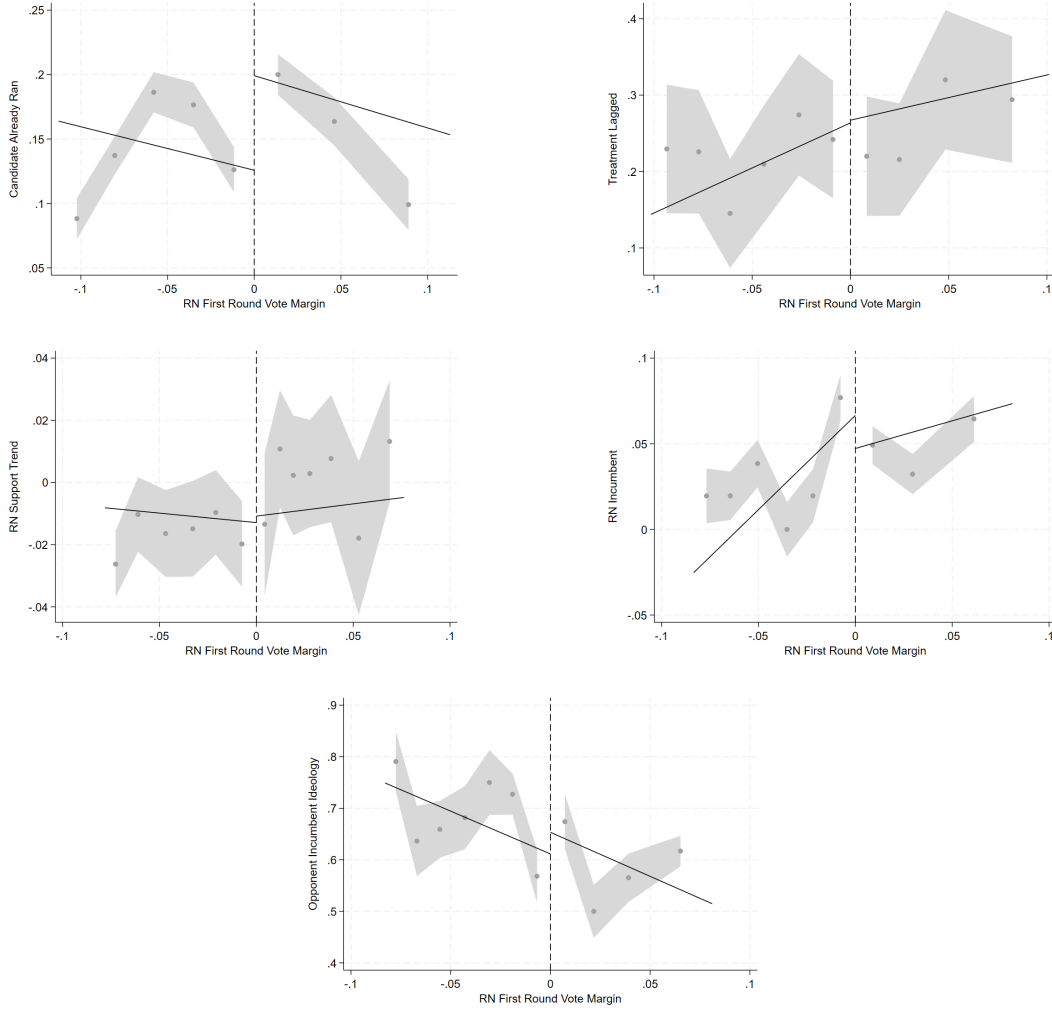 Candidate Already Ran
.25
.2
.15
.1
.05
-.1 -.05 0 .05 .1
RN First Round Vote Margin
Treatment Lagged
.4
.3
.2
.1
-.1 -.05 0 .05 .1
RN First Round Vote Margin
RN Support Trend
.04
.02
0
-.02
-.04
-.1 -.05 0 .05 .1
RN First Round Vote Margin
RN Incumbent
.1
.05
0
-.05
-.1 -.05 0 .05 .1
RN First Round Vote Margin
Opponent Incumbent Ideology
.9
.8
.7
.6
.5
.4
-.1 -.05 0 .05 .1
RN First Round Vote Margin